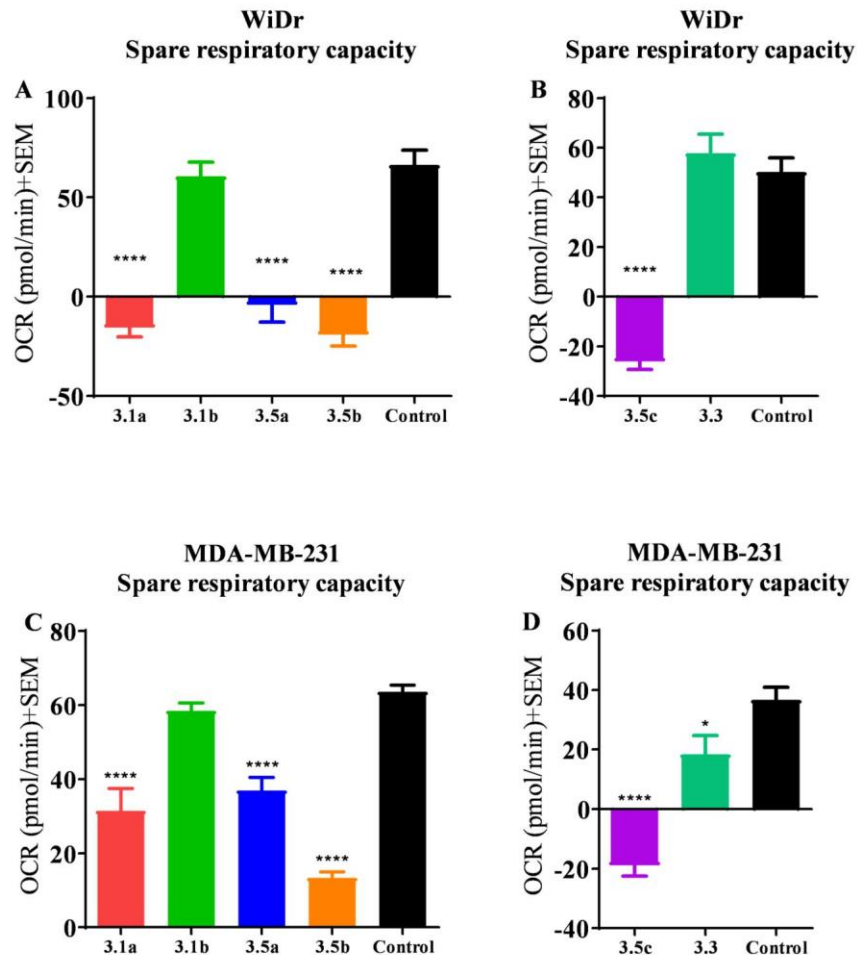 WiDr
Spare respiratory capacity
A
OCR (pmol/min)+SEM
100
50
0
-50
****
****
****
3.1a 3.1b 3.5a 3.5b Control
WiDr
Spare respiratory capacity
B
OCR (pmol/min)+SEM
80
60
40
20
0
-20
-40
****
3.5c 3.3 Control
MDA-MB-231
Spare respiratory capacity
C
OCR (pmol/min)+SEM
80
60
40
20
0
****
****
****
3.1a 3.1b 3.5a 3.5b Control
MDA-MB-231
Spare respiratory capacity
D
OCR (pmol/min)+SEM
60
40
20
0
-20
-40
****
*
3.5c 3.3 Control